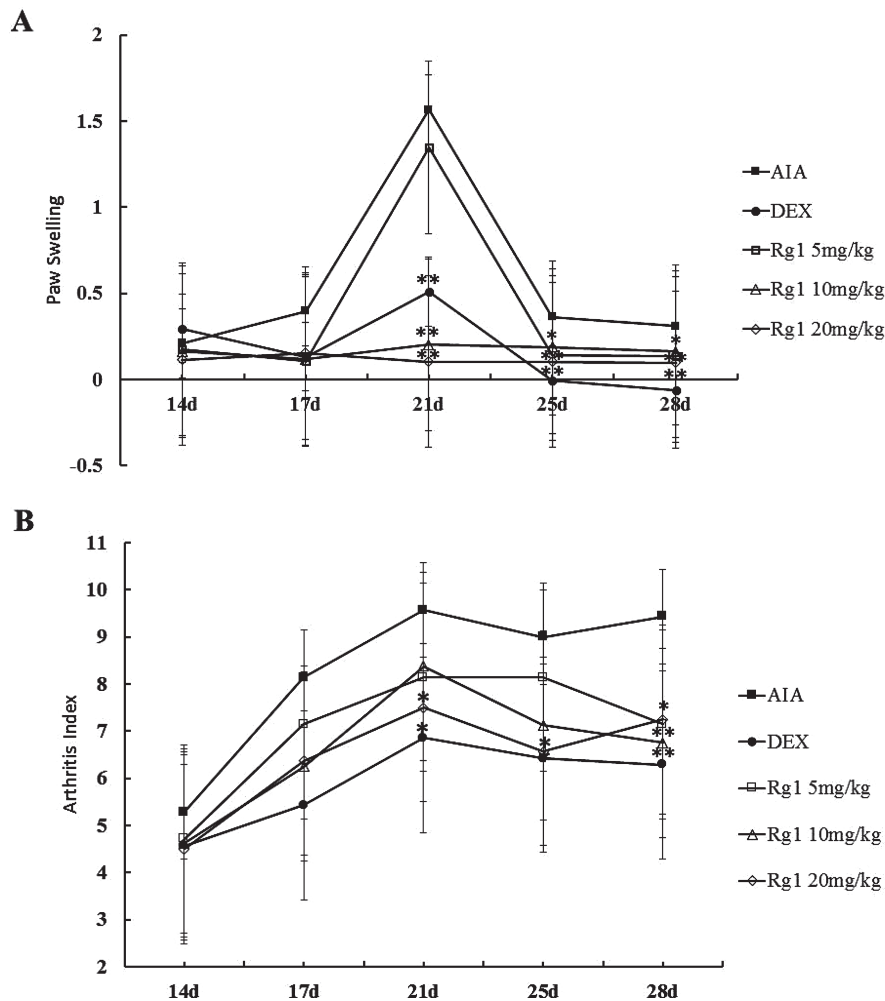 A
2
1.5
1
0.5
0
-0.5
Paw Swelling
14d 17d 21d 25d 28d
** ** ** * ** ** * ** **
AIA
DEX
Rg1 5mg/kg
Rg1 10mg/kg
Rg1 20mg/kg
B
11
10
9
8
7
6
5
4
3
2
Arthritis Index
14d 17d 21d 25d 28d
* * * * * ** **
AIA
DEX
Rg1 5mg/kg
Rg1 10mg/kg
Rg1 20mg/kg